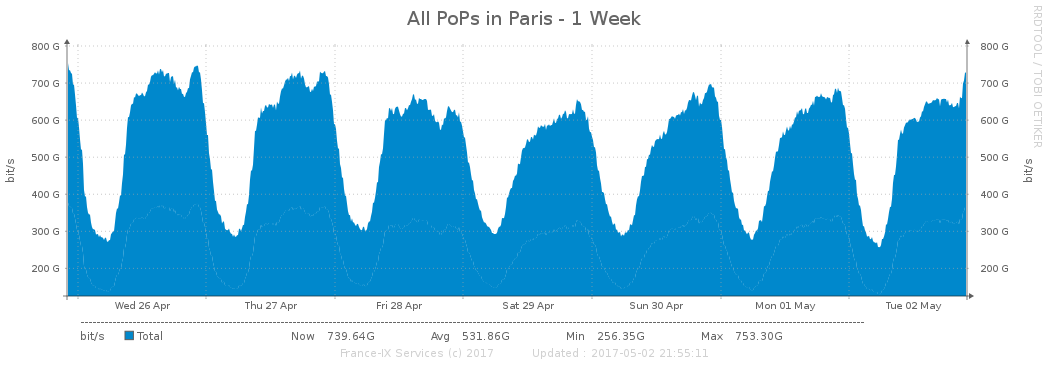 All PoPs in Paris - 1 Week
RRDTOOL / TOBI OETIKER
800 G 800 G
700 G 700 G
600 G 600 G
500 G 500 G
bit/s bit/s
400 G 400 G
300 G 300 G
200 G 200 G
Wed 26 Apr Thu 27 Apr Fri 28 Apr Sat 29 Apr Sun 30 Apr Mon 01 May Tue 02 May
bit/s Total Now 739.64G Avg 531.86G Min 256.35G Max 753.30G
France-IX Services (c) 2017 Updated : 2017-05-02 21:55:11